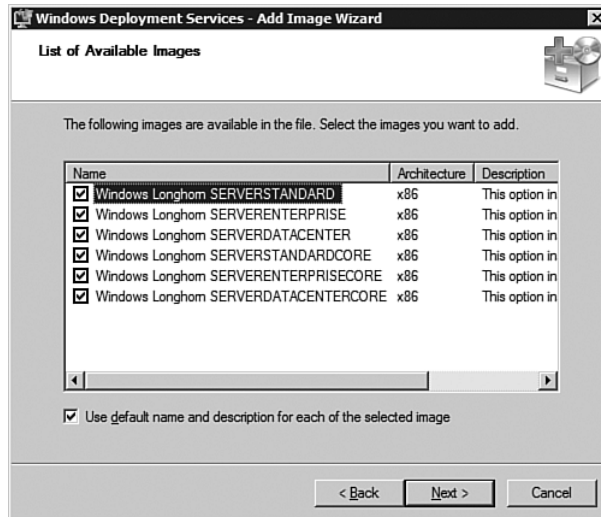 Windows Deployment Services - Add Image Wizard
List of Available Images
The following images are available in the file. Select the images you want to add.
Name Architecture Description
Windows Longhorn SERVERSTANDARD x86 This option in
Windows Longhorn SERVERENTERPRISE x86 This option in
Windows Longhorn SERVERDATACENTER x86 This option in
Windows Longhorn SERVERSTANDARDCORE x86 This option in
Windows Longhorn SERVERENTERPRISECORE x86 This option in
Windows Longhorn SERVERDATACENTERCORE x86 This option in
Use default name and description for each of the selected image
< Back Next > Cancel